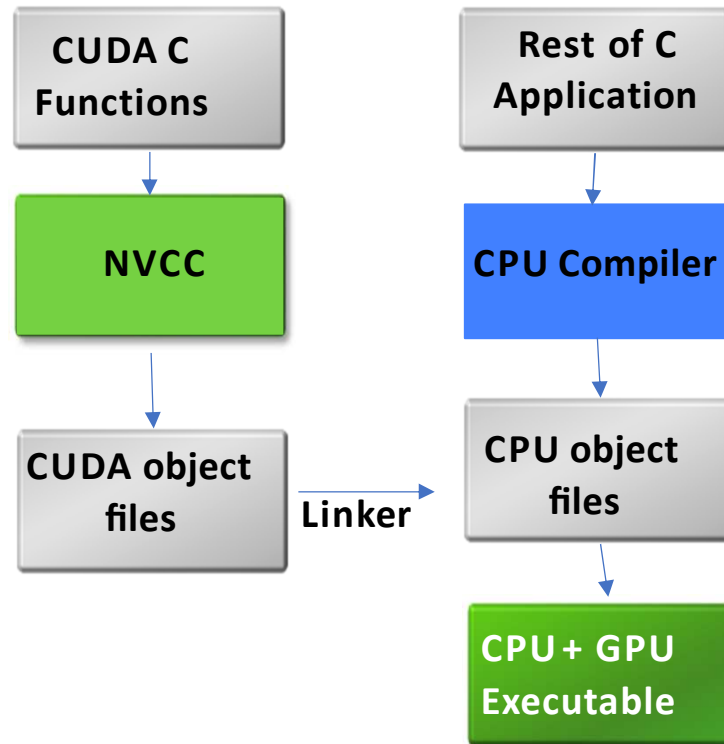 CUDA C
Functions
Rest of C
Application
NVCC
CPU Compiler
CUDA object
files
Linker
CPU object
files
CPU + GPU
Executable